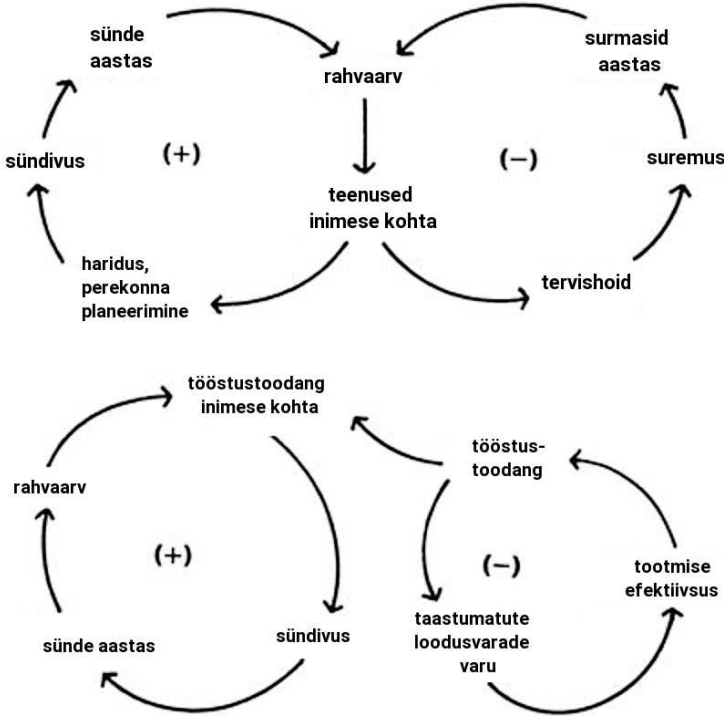 sünde
aastas
surmasid
aastas
rahvaarv
sündivus
(+)
(−)
suremus
teenused
inimese kohta
haridus,
perekonna
planeerimine
tervishoid
tööstustoodang
inimese kohta
tööstus-
toodang
rahvaarv
(+)
(−)
tootmise
efektiivsus
taastumatute
loodusvarade
varu
sündivus
sünde aastas